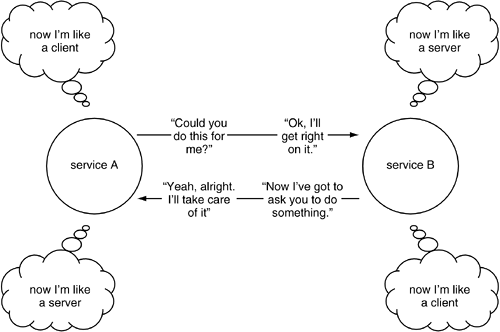 now I'm like
a client
now I'm like
a server
"Could you
do this for
me?"
"Ok, I'll
get right
on it."
service A
service B
"Yeah, alright.
I'll take care
of it"
"Now I've got to
ask you to do
something."
now I'm like
a server
now I'm like
a client